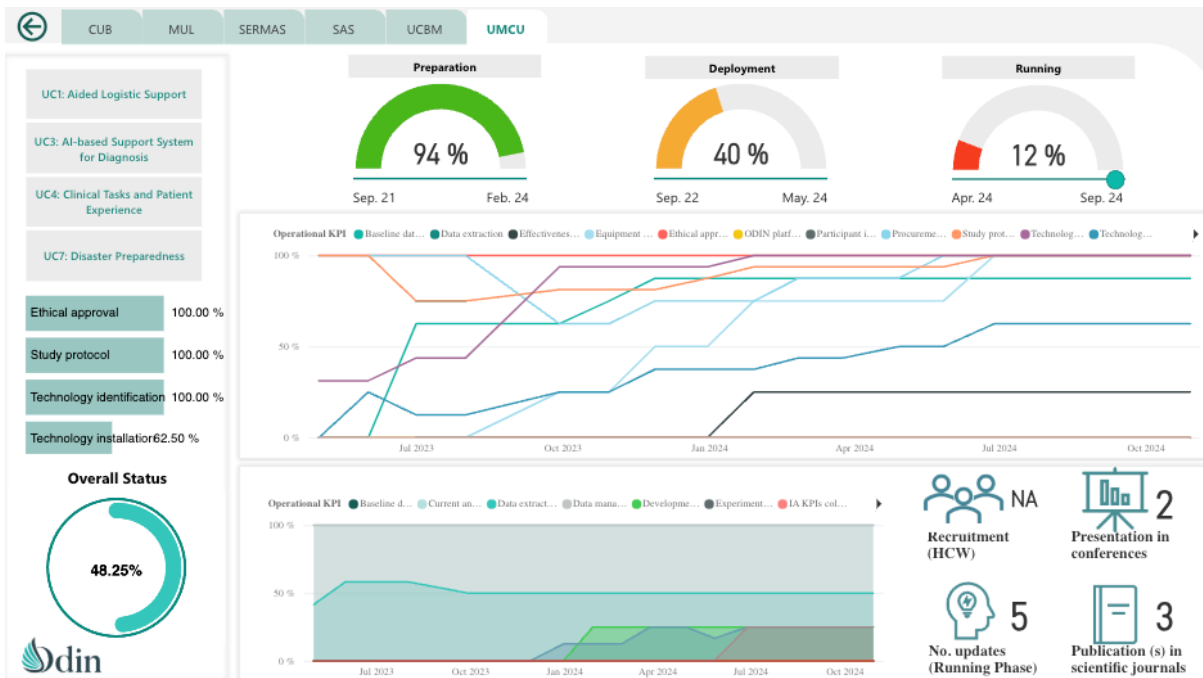 CUB
MUL
SERMAS
SAS
UCBM
UMCU
UC1: Aided Logistic Support
UC3: AI-based Support System
for Diagnosis
UC4: Clinical Tasks and Patient
Experience
UC7: Disaster Preparedness
Ethical approval 100.00 %
Study protocol 100.00 %
Technology identification 100.00 %
Technology installation 62.50 %
Overall Status
48.25%
Odin
Preparation
94 %
Sep. 21 Feb. 24
Deployment
40 %
Sep. 22 May. 24
Running
12 %
Apr. 24 Sep. 24
Operational KPI Baseline dat... Data extraction Effectivenes... Equipment ... Ethical appr... ODIN platf... Participant i... Procureme... Study prot... Technolog... Technolog...
100 %
50 %
0 %
Jul 2023 Oct 2023 Jan 2024 Apr 2024 Jul 2024 Oct 2024
Operational KPI Baseline d... Current an... Data extract... Data mana... Developme... Experiment... IA KPIs col...
100 %
50 %
0 %
Jul 2023 Oct 2023 Jan 2024 Apr 2024 Jul 2024 Oct 2024
NA
Recruitment
(HCW)
2
Presentation in
conferences
5
No. updates
(Running Phase)
3
Publication (s) in
scientific journals